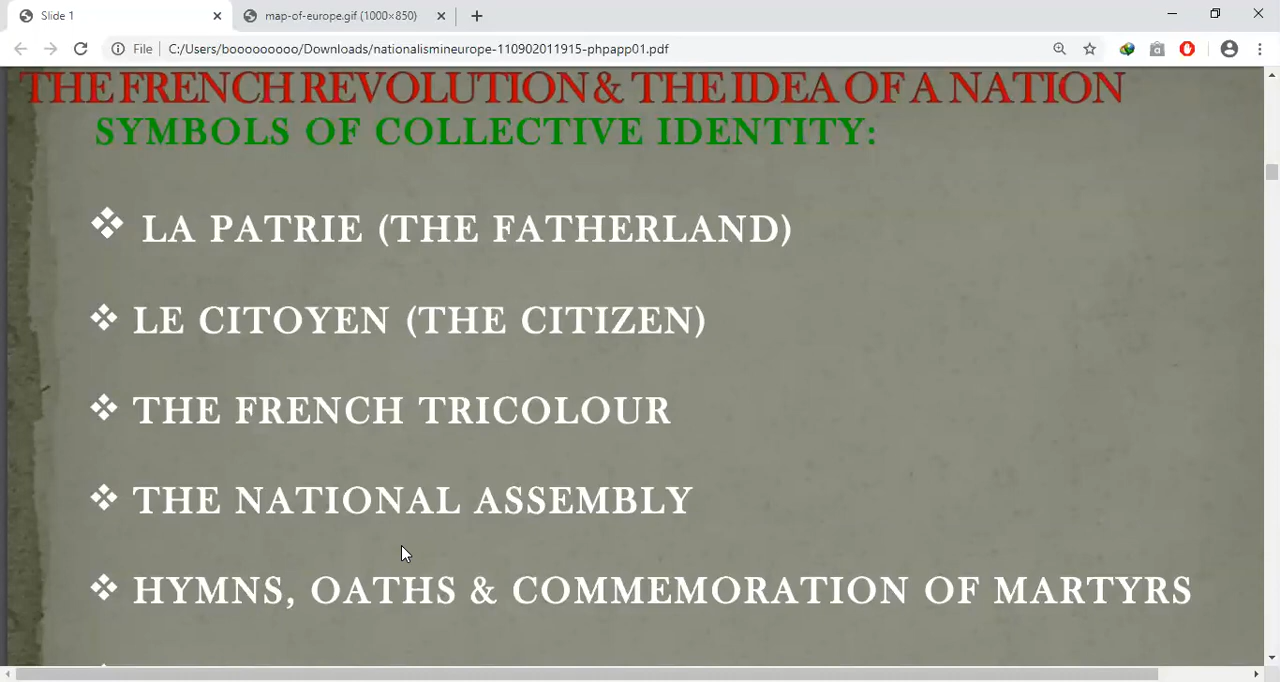 Slide 1
map-of-europe.gif (1000×850)
File
C:/Users/boooooooooo/Downloads/nationalismineurope-110902011915-phpapp01.pdf
THE FRENCH REVOLUTION & THE IDEA OF A NATION
SYMBOLS OF COLLECTIVE IDENTITY:
LA PATRIE (THE FATHERLAND)
LE CITOYEN (THE CITIZEN)
THE FRENCH TRICOLOUR
THE NATIONAL ASSEMBLY
HYMNS, OATHS & COMMEMORATION OF MARTYRS